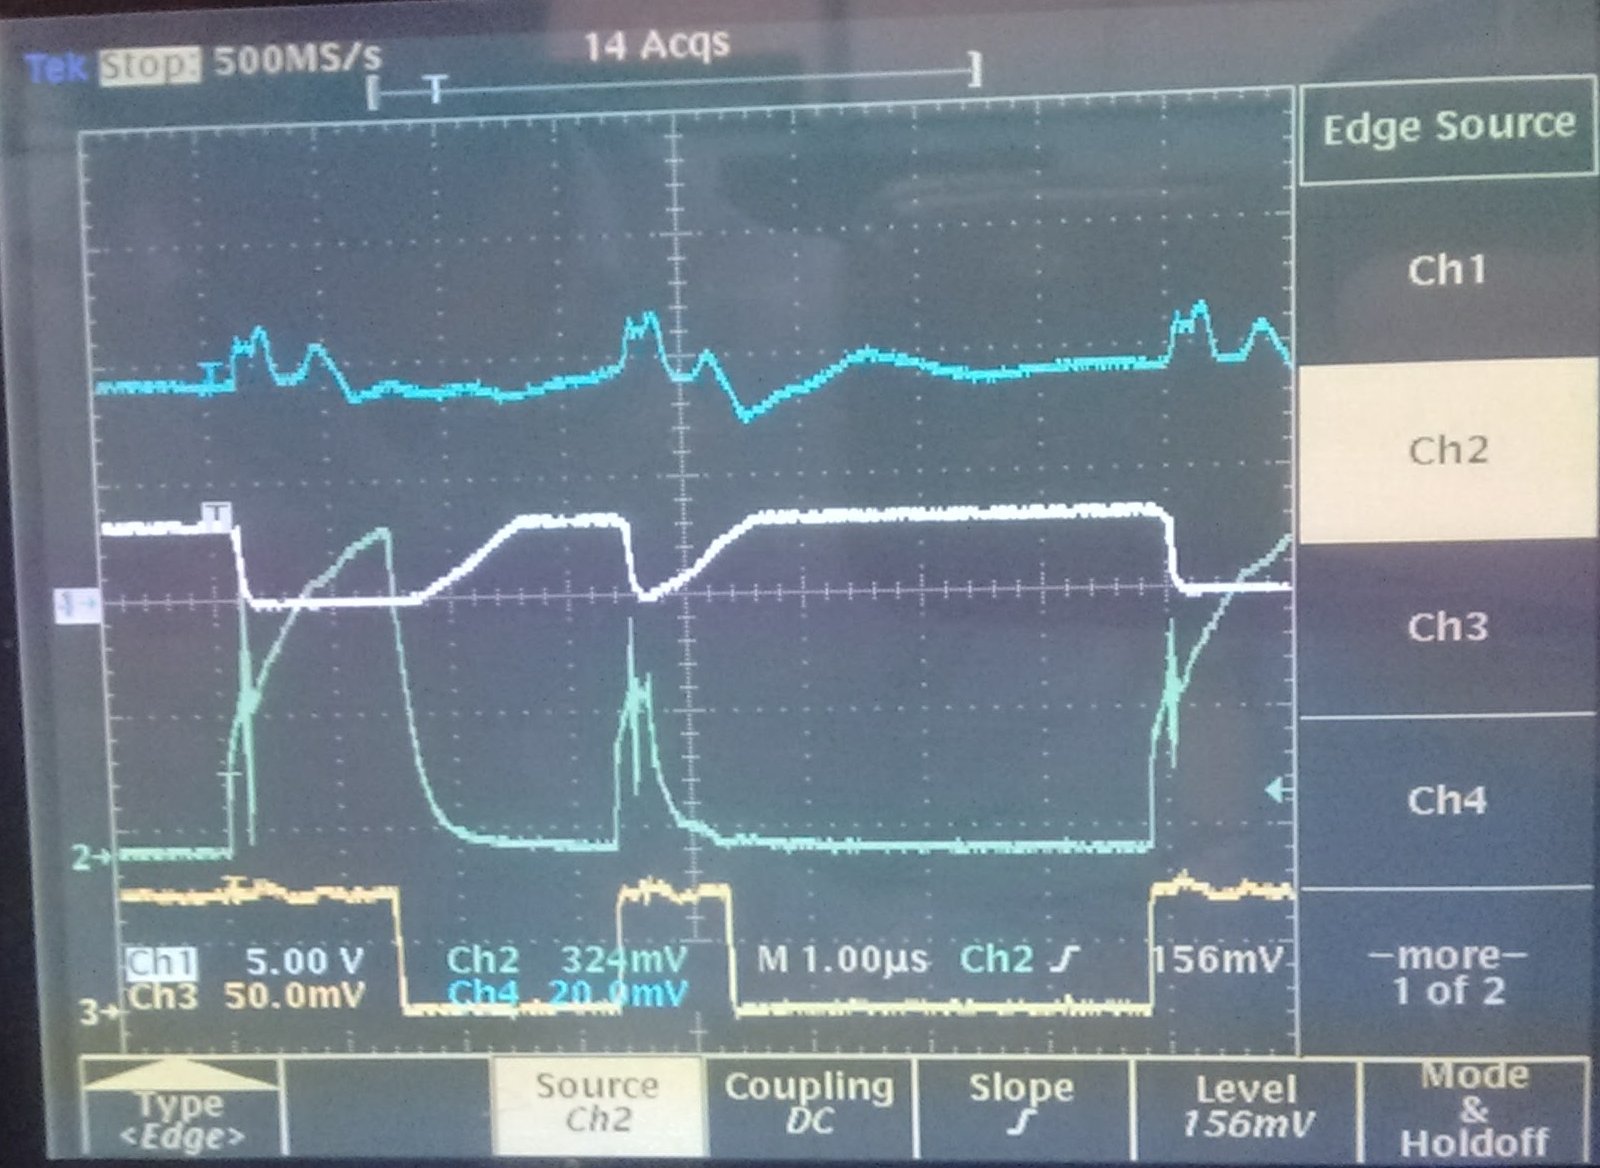 Tek Stop: 500MS/s 14 Acqs
[ T ]
Edge Source
Ch1
Ch2
Ch3
Ch4
–more–
1 of 2
T
T
2→
T
3→
Ch1 5.00 V Ch2 324mV M 1.00µs Ch2 156mV
Ch3 50.0mV Ch4 20.0mV
Type
<Edge>
Source
Ch2
Coupling
DC
Slope
Level
156mV
Mode
&
Holdoff